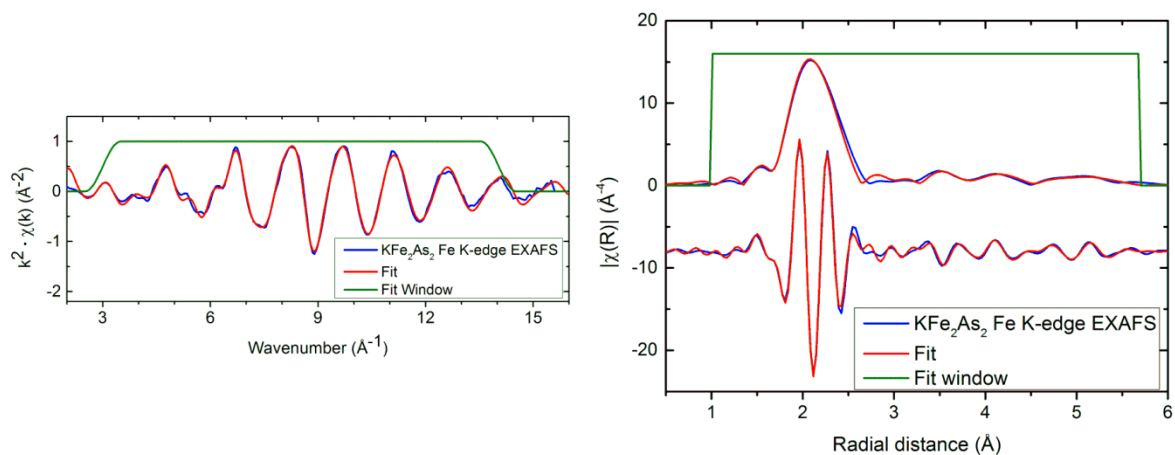 1
0
-1
-2
k² · χ(k) (Å⁻²)
KFe₂As₂ Fe K-edge EXAFS
Fit
Fit Window
3 6 9 12 15
Wavenumber (Å⁻¹)
20
10
0
-10
-20
|χ(R)| (Å⁻⁴)
KFe₂As₂ Fe K-edge EXAFS
Fit
Fit window
1 2 3 4 5 6
Radial distance (Å)